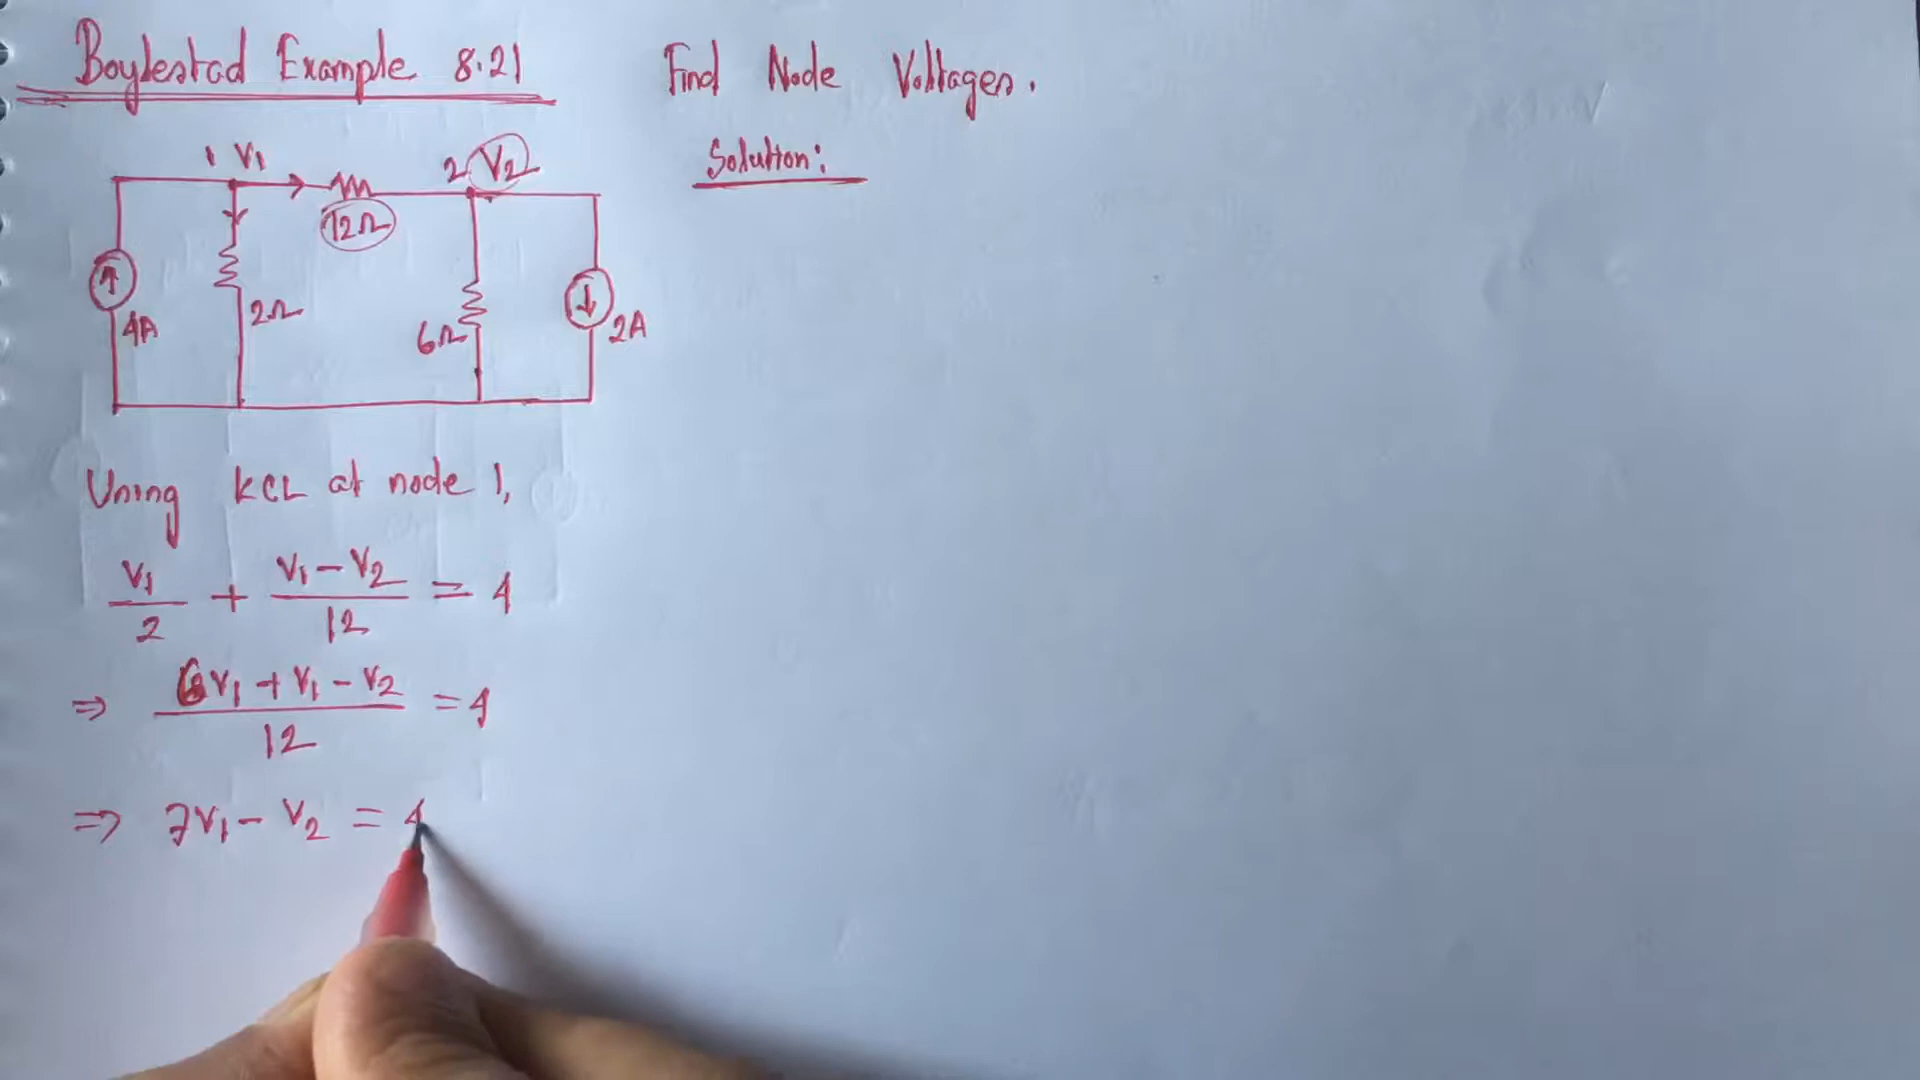 Boylestad Example 8.21
Find Node Voltages.
Solution:
1 V1
2 V2
12Ω
4A
2Ω
6Ω
2A
Using KCL at node 1,
V1/2 + V1-V2/12 = 4
⇒ 6V1+V1-V2/12 = 4
⇒ 7V1 - V2 = 4